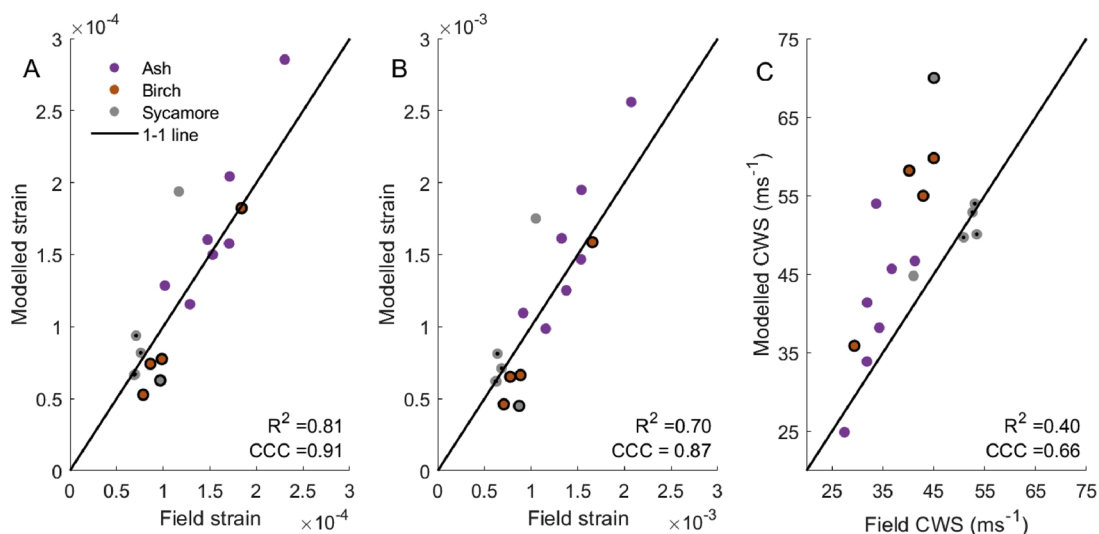 A
×10⁻⁴
3
2.5
2
1.5
1
0.5
0
Modelled strain
Ash
Birch
Sycamore
1-1 line
R² =0.81
CCC =0.91
0 0.5 1 1.5 2 2.5 3
Field strain ×10⁻⁴
B
×10⁻³
3
2.5
2
1.5
1
0.5
0
Modelled strain
R² =0.70
CCC = 0.87
0 0.5 1 1.5 2 2.5 3
Field strain ×10⁻³
C
75
65
55
45
35
25
Modelled CWS (ms⁻¹)
R² =0.40
CCC =0.66
25 35 45 55 65 75
Field CWS (ms⁻¹)